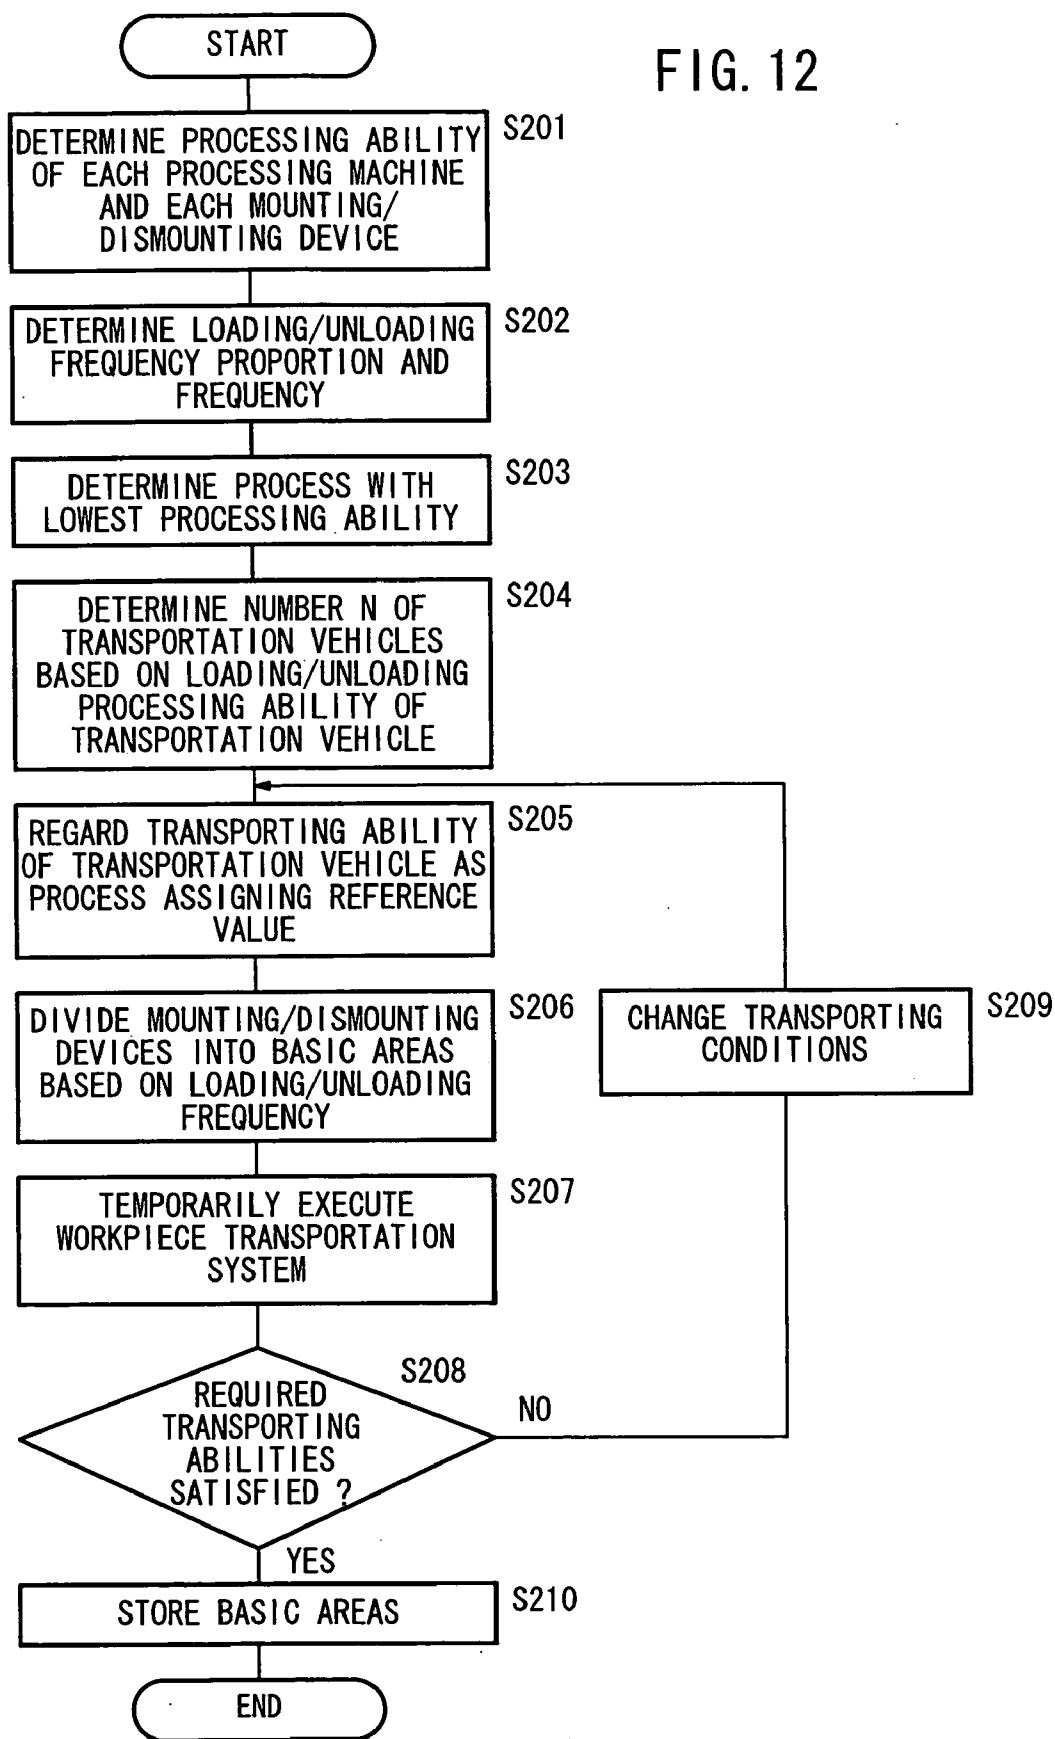 START
FIG. 12
S201
DETERMINE PROCESSING ABILITY
OF EACH PROCESSING MACHINE
AND EACH MOUNTING/
DISMOUNTING DEVICE
S202
DETERMINE LOADING/UNLOADING
FREQUENCY PROPORTION AND
FREQUENCY
S203
DETERMINE PROCESS WITH
LOWEST PROCESSING ABILITY
S204
DETERMINE NUMBER N OF
TRANSPORTATION VEHICLES
BASED ON LOADING/UNLOADING
PROCESSING ABILITY OF
TRANSPORTATION VEHICLE
S205
REGARD TRANSPORTING ABILITY
OF TRANSPORTATION VEHICLE AS
PROCESS ASSIGNING REFERENCE
VALUE
S206
DIVIDE MOUNTING/DISMOUNTING
DEVICES INTO BASIC AREAS
BASED ON LOADING/UNLOADING
FREQUENCY
S209
CHANGE TRANSPORTING
CONDITIONS
S207
TEMPORARILY EXECUTE
WORKPIECE TRANSPORTATION
SYSTEM
S208
REQUIRED
TRANSPORTING
ABILITIES
SATISFIED ?
NO
YES
S210
STORE BASIC AREAS
END